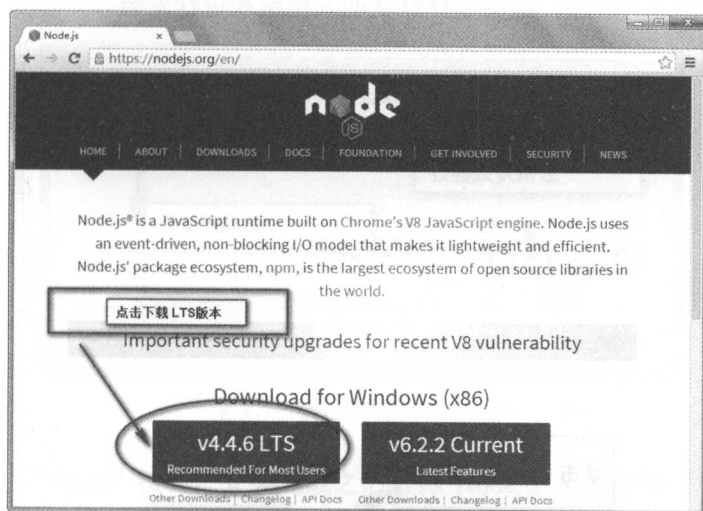 Node.js
https://nodejs.org/en/
node
JS
HOME ABOUT DOWNLOADS DOCS FOUNDATION GET INVOLVED SECURITY NEWS
Node.js® is a JavaScript runtime built on Chrome's V8 JavaScript engine. Node.js uses
an event-driven, non-blocking I/O model that makes it lightweight and efficient.
Node.js' package ecosystem, npm, is the largest ecosystem of open source libraries in
the world.
点击下载 LTS版本
Important security upgrades for recent V8 vulnerability
Download for Windows (x86)
v4.4.6 LTS
Recommended For Most Users
v6.2.2 Current
Latest Features
Other Downloads | Changelog | API Docs
Other Downloads | Changelog | API Docs